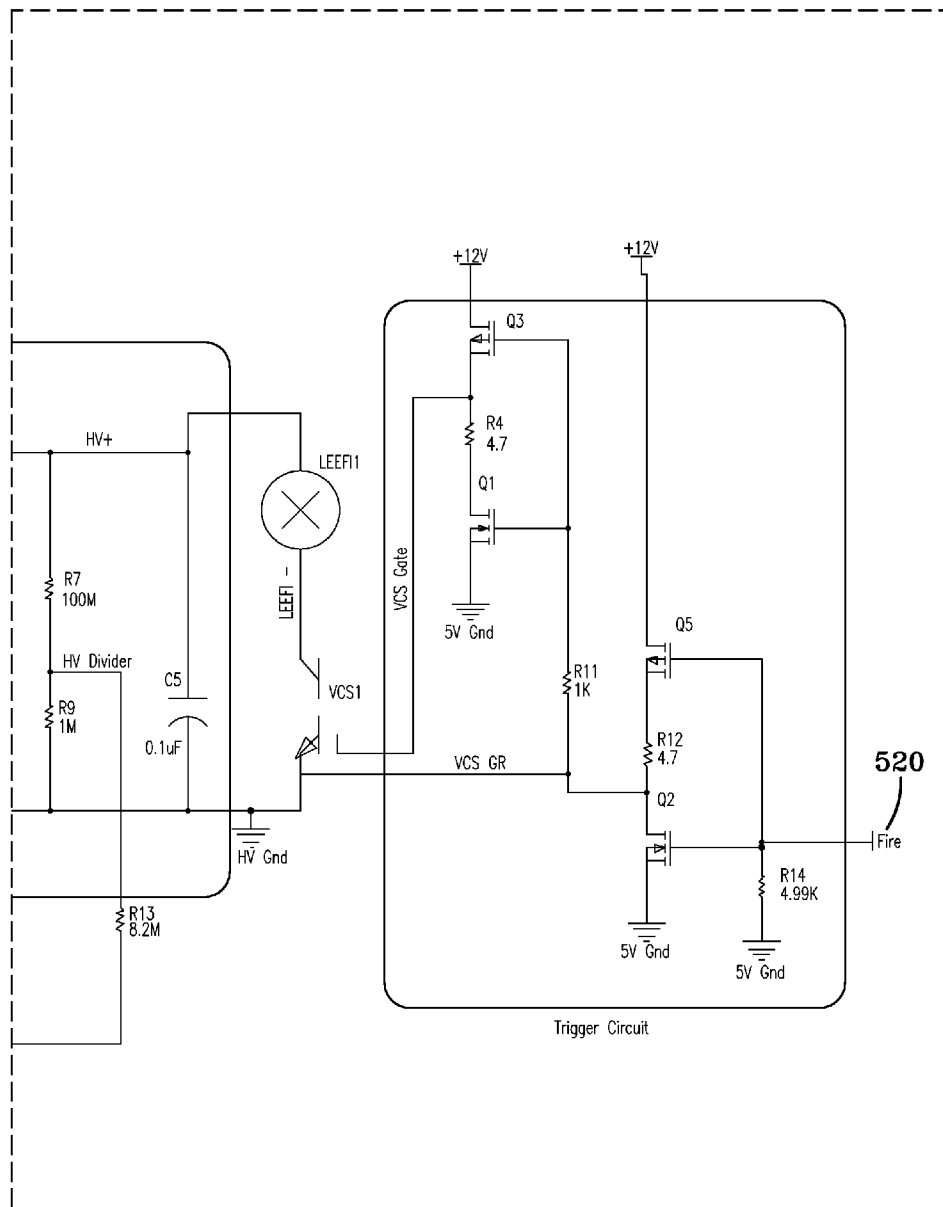 +12V
+12V
Q3
HV+
R4
4.7
LEEFI1
Q1
VCS Gate
LEEFI -
R7
100M
5V Gnd
Q5
HV Divider
C5
VCS1
R11
1K
R9
1M
0.1uF
R12
4.7
VCS GR
520
Q2
Fire
HV Gnd
R14
4.99K
R13
8.2M
5V Gnd
5V Gnd
Trigger Circuit